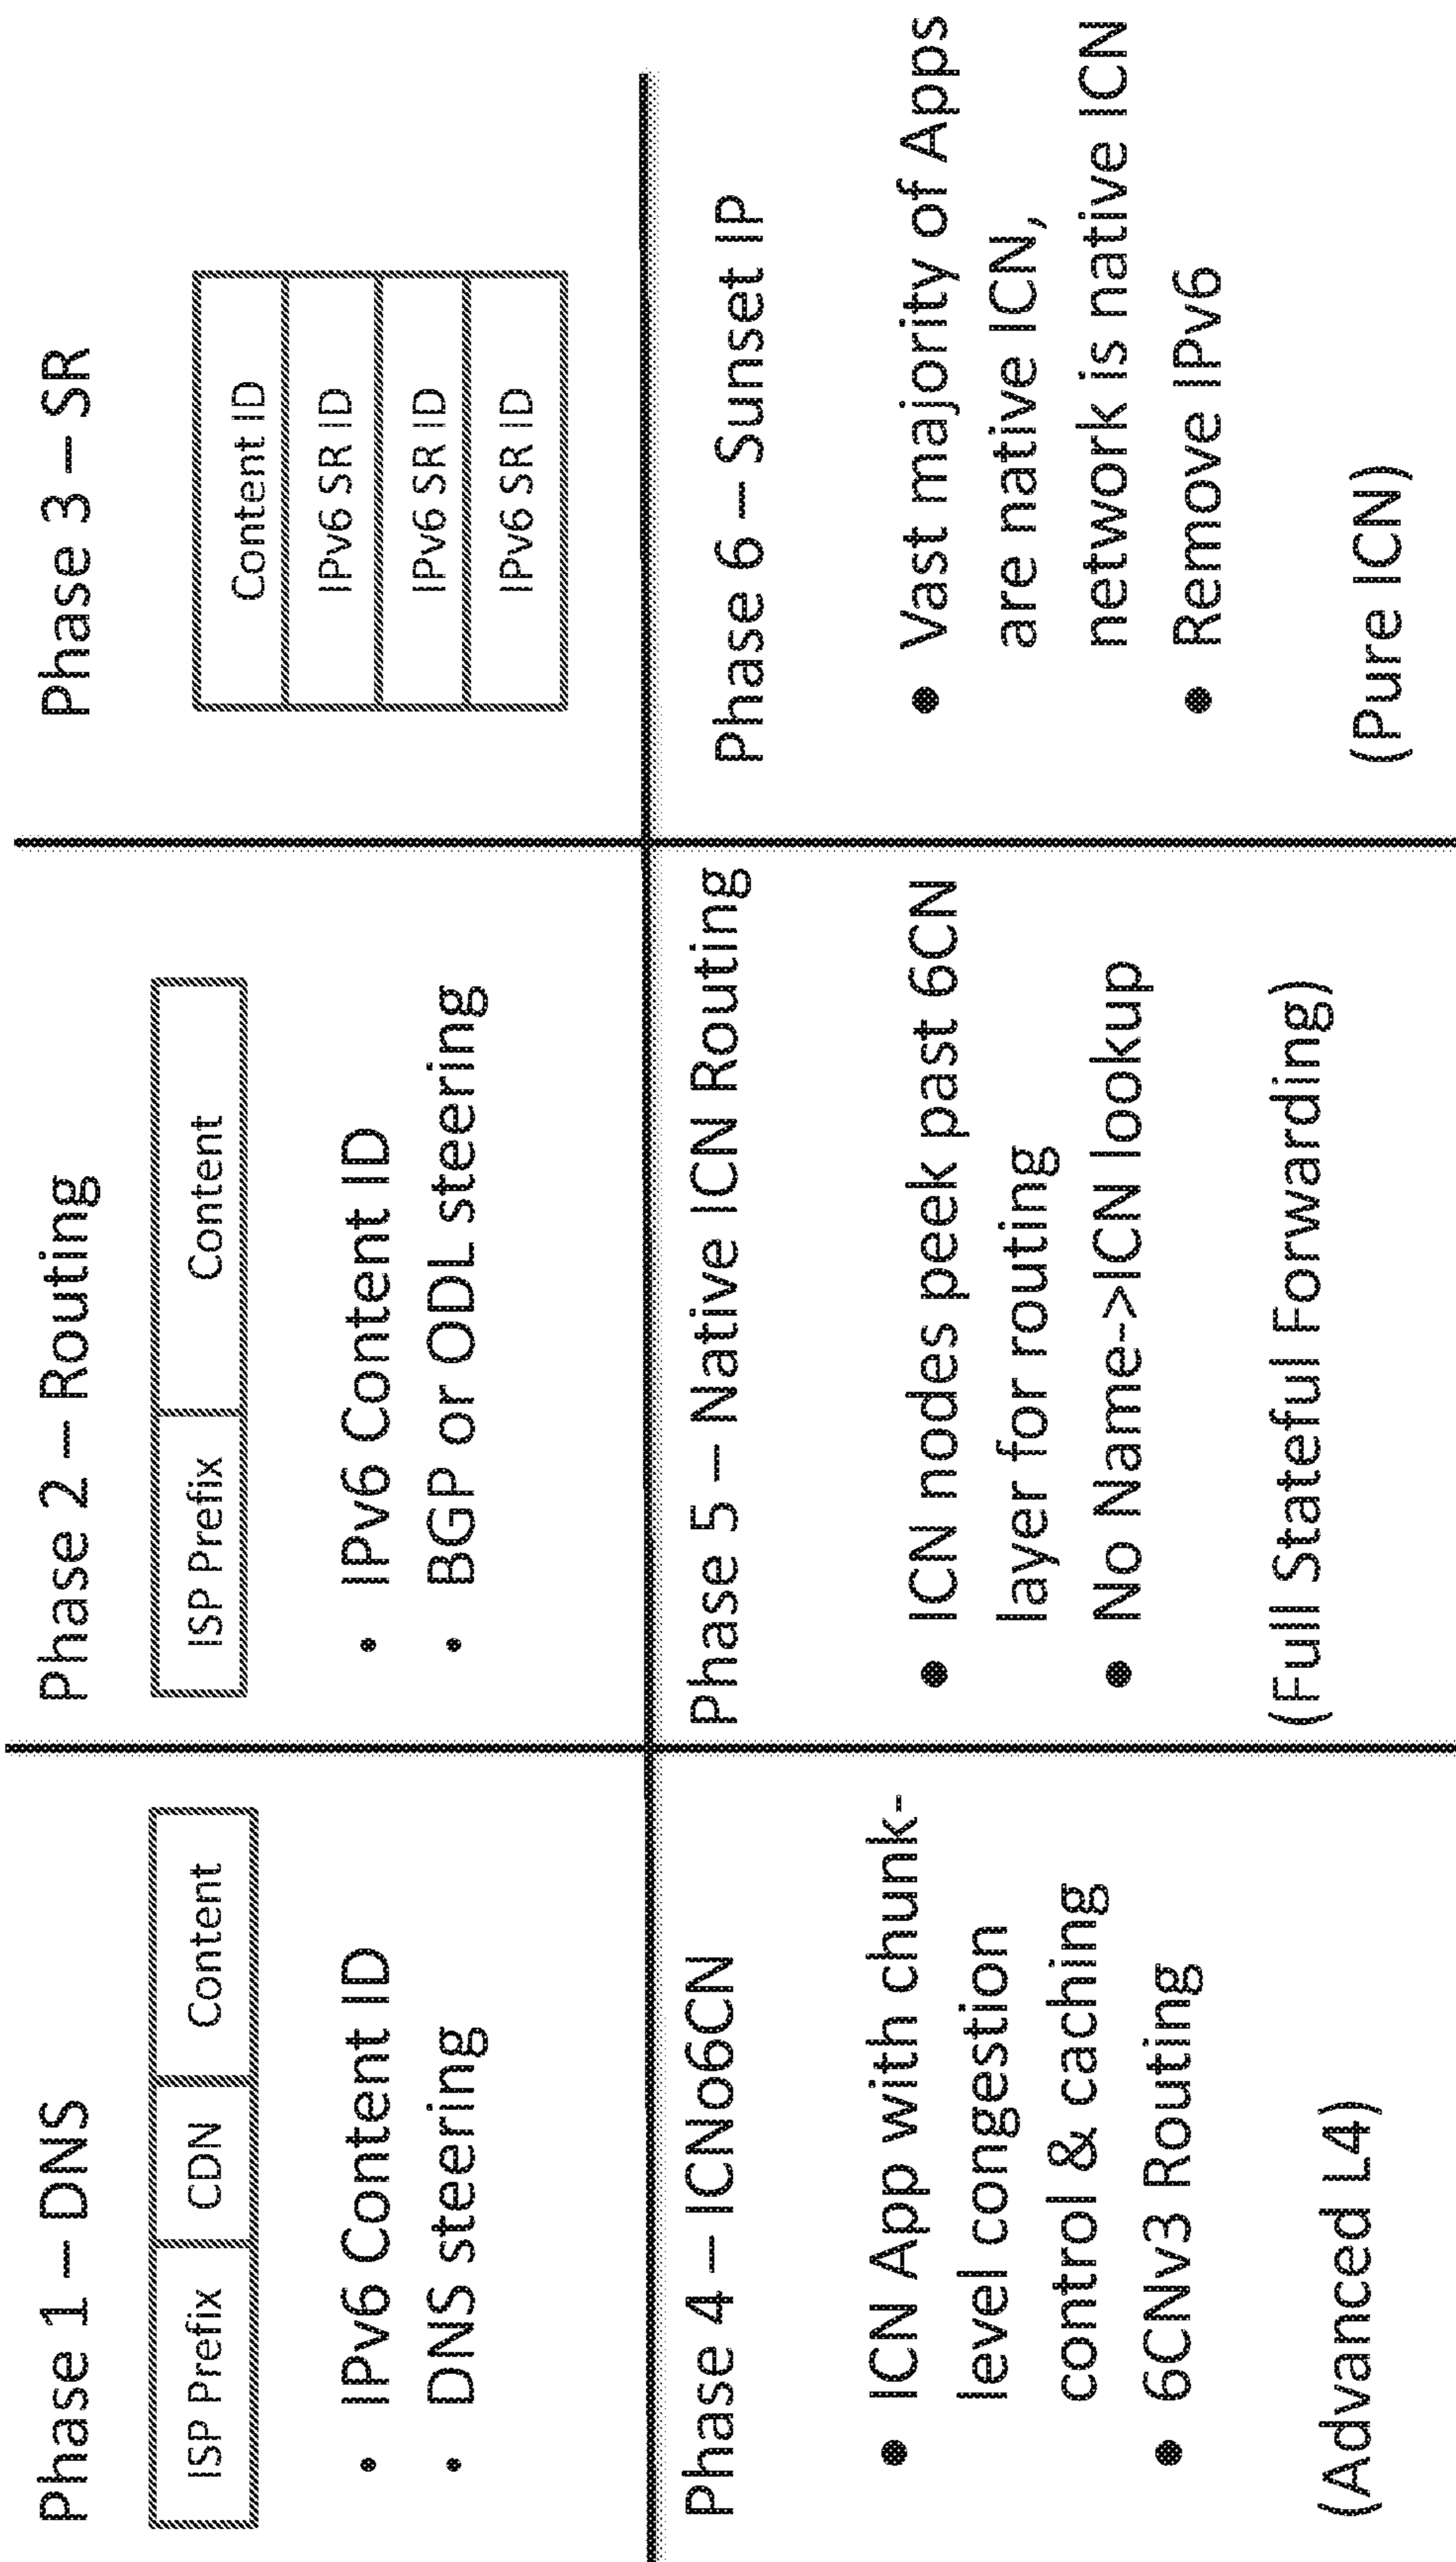 Phase 1 – DNS
ISP Prefix CDN Content
• IPv6 Content ID
• DNS steering
Phase 2 – Routing
ISP Prefix Content
• IPv6 Content ID
• BGP or ODL steering
Phase 3 – SR
Content ID
IPv6 SR ID
IPv6 SR ID
IPv6 SR ID
Phase 4 – ICNo6CN
• ICN App with chunk-
level congestion
control & caching
• 6CNv3 Routing
(Advanced L4)
Phase 5 – Native ICN Routing
• ICN nodes peek past 6CN
layer for routing
• No Name->ICN lookup
(Full Stateful Forwarding)
Phase 6 – Sunset IP
• Vast majority of Apps
are native ICN,
network is native ICN
• Remove IPv6
(Pure ICN)